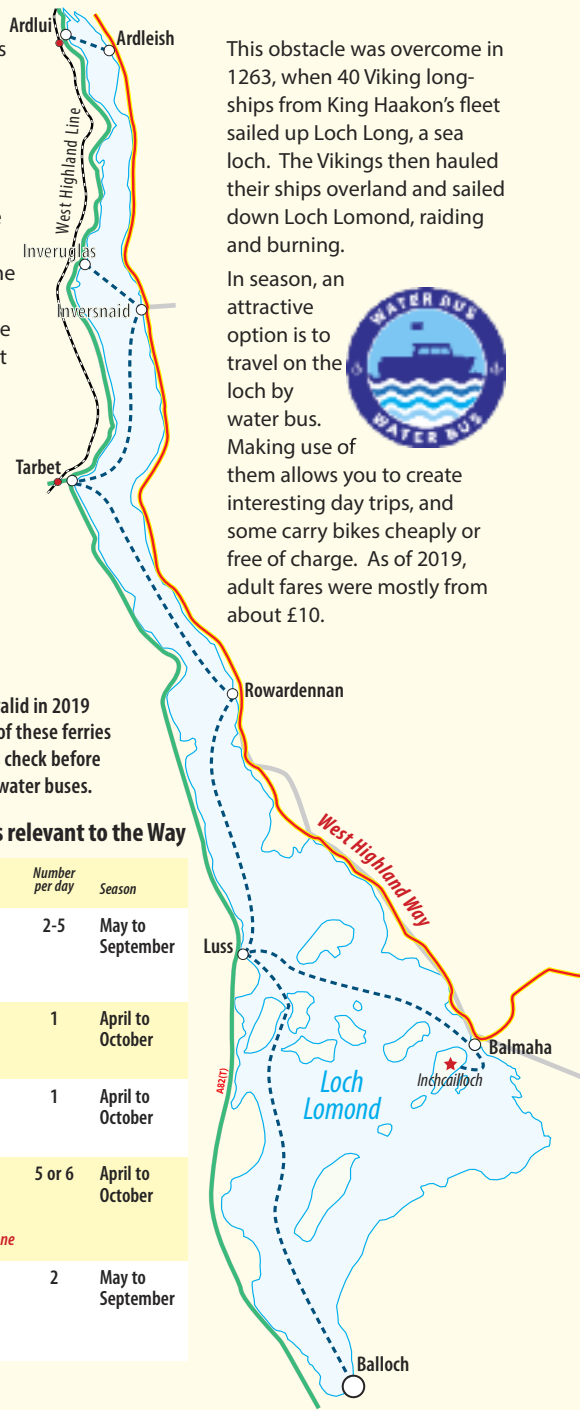 Ardlui
Ardleish
s
West Highland Line
e
Inveruglas
ne
Inversnaid
e
t
Tarbet
This obstacle was overcome in
1263, when 40 Viking long-
ships from King Haakon's fleet
sailed up Loch Long, a sea
loch. The Vikings then hauled
their ships overland and sailed
down Loch Lomond, raiding
and burning.
In season, an
attractive
option is to
travel on the
loch by
water bus.
Making use of
them allows you to create
interesting day trips, and
some carry bikes cheaply or
free of charge. As of 2019,
adult fares were mostly from
about £10.
WATER BUS
WATER BUS
Rowardennan
alid in 2019
of these ferries
check before
water buses.
s relevant to the Way
Number
per day Season
2-5 May to
September
1 April to
October
1 April to
October
5 or 6 April to
October
ne
2 May to
September
West Highland Way
Luss
Balmaha
Inchcailloch
A82(T)
Loch
Lomond
Balloch